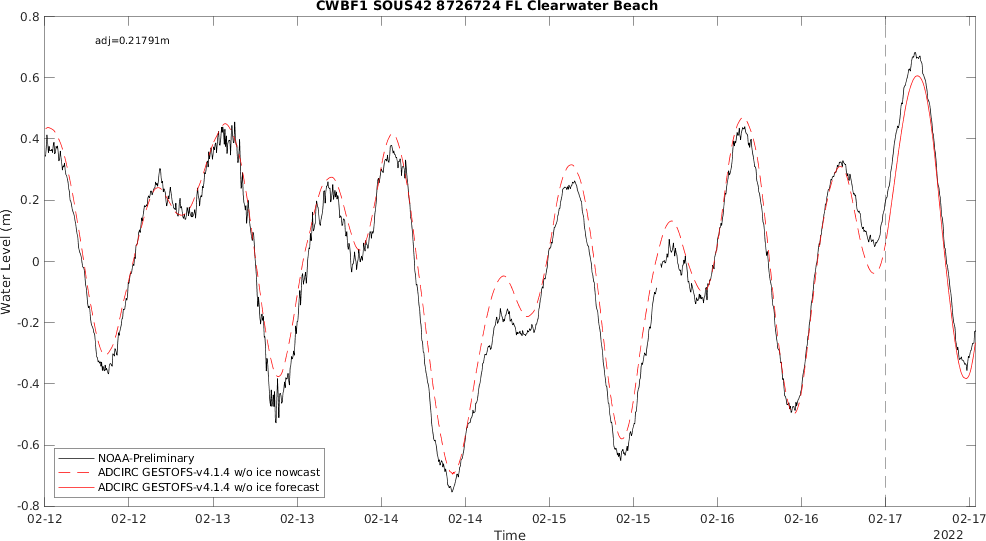 CWBF1 SOUS42 8726724 FL Clearwater Beach
adj=0.21791m
0.8
0.6
0.4
0.2
0
-0.2
-0.4
-0.6
-0.8
Water Level (m)
NOAA-Preliminary
ADCIRC GESTOFS-v4.1.4 w/o ice nowcast
ADCIRC GESTOFS-v4.1.4 w/o ice forecast
02-12 02-12 02-13 02-13 02-14 02-14 02-15 02-15 02-16 02-16 02-17 02-17
Time
2022